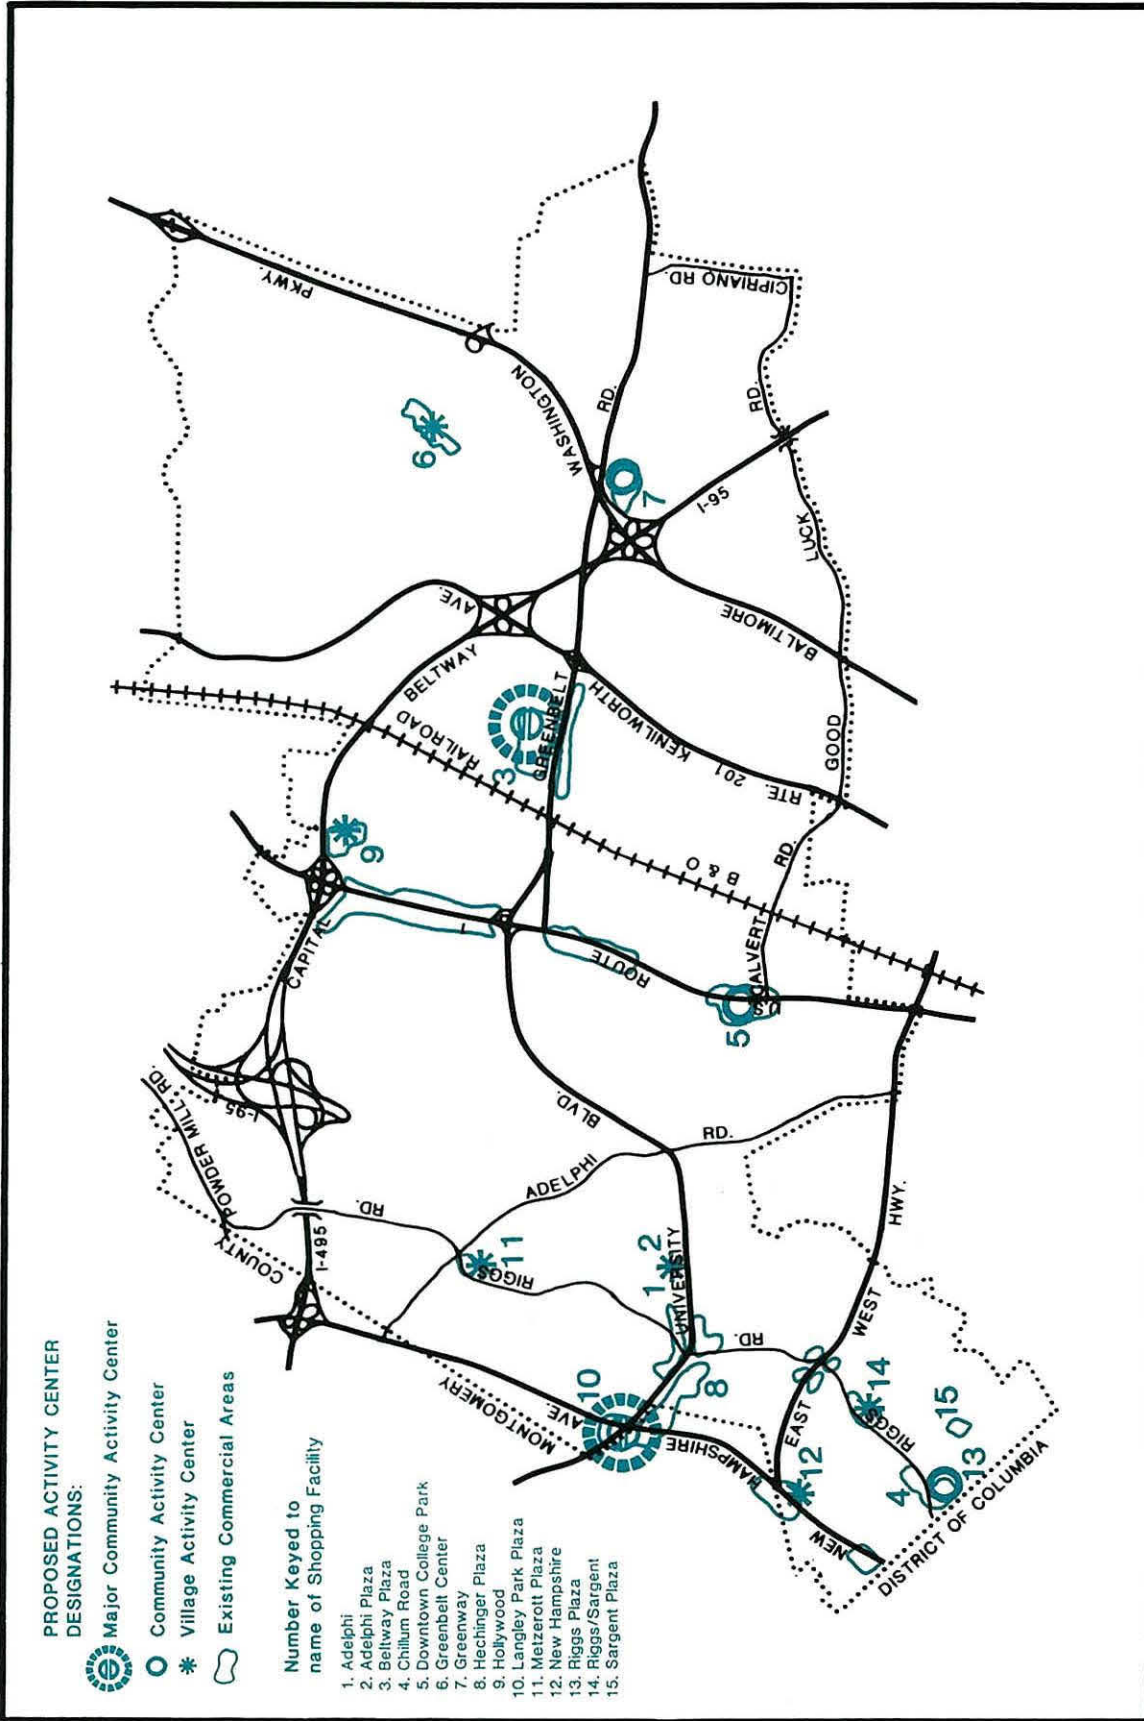 PROPOSED ACTIVITY CENTER
DESIGNATIONS:
Major Community Activity Center
Community Activity Center
Village Activity Center
Existing Commercial Areas
Number Keyed to
name of Shopping Facility
1. Adelphi
2. Adelphi Plaza
3. Beltway Plaza
4. Chillum Road
5. Downtown College Park
6. Greenbelt Center
7. Greenway
8. Hechinger Plaza
9. Hollywood
10. Langley Park Plaza
11. Metzerott Plaza
12. New Hampshire
13. Riggs Plaza
14. Riggs/Sargent
15. Sargent Plaza
POWDER MILL RD.
I-95
COUNTY
I-495
MONTGOMERY
CAPITAL
BELTWAY
AVE.
PKWY.
WASHINGTON
RD.
CIPRIANO RD.
RD.
LUCK
GOOD
I-95
BALTIMORE
KENILWORTH
RTE. 201
GREENBELT
RAILROAD
B & O
1
ROUTE
U.S.
CALVERT
RD.
BLVD.
UNIVERSITY
ADELPHI
RD.
RD.
RIGGS
RD.
RIGGS
AVE.
HAMPSHIRE
NEW
EAST
WEST
HWY.
DISTRICT OF COLUMBIA
1
2
3
4
5
6
7
8
9
10
11
12
13
14
15